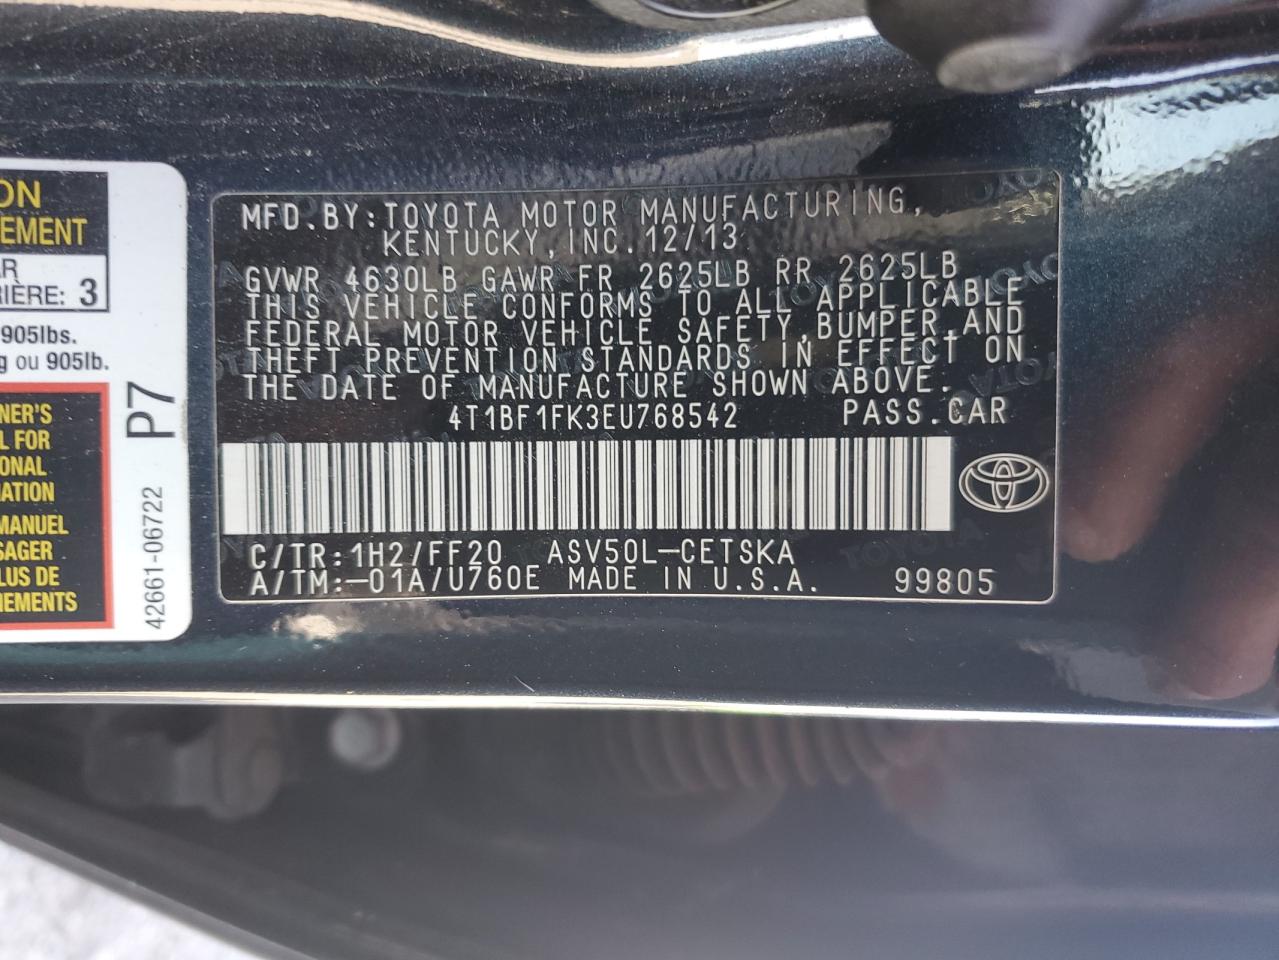 ON
EMENT
AR
RIÈRE: 3
905lbs.
g ou 905lb.
NER'S
L FOR
ONAL
MATION
MANUEL
SAGER
LUS DE
NEMENTS
P7
42661-06722
MFD.BY:TOYOTA MOTOR MANUFACTURING,
KENTUCKY, INC. 12/13
GVWR 4630LB GAWR FR 2625LB RR 2625LB
THIS VEHICLE CONFORMS TO ALL APPLICABLE
FEDERAL MOTOR VEHICLE SAFETY,BUMPER,AND
THEFT PREVENTION STANDARDS IN EFFECT ON
THE DATE OF MANUFACTURE SHOWN ABOVE.
4T1BF1FK3EU768542 PASS.CAR
C/TR:1H2/FF20 ASV50L-CETSKA
A/TM:-01A/U760E MADE IN U.S.A. 99805